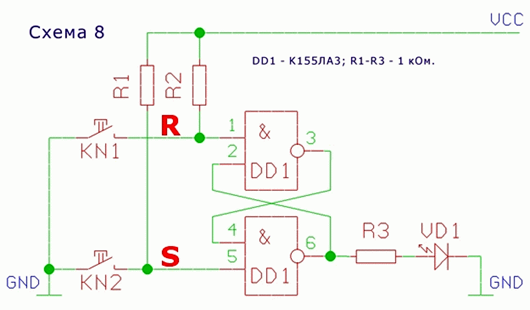 VCC
Схема 8
DD1 - К155ЛА3; R1-R3 - 1 кОм.
R1
R2
R
1
&
3
KN1
2
DD1
4
&
R3
VD1
S
5
6
GND
KN2
DD1
GND